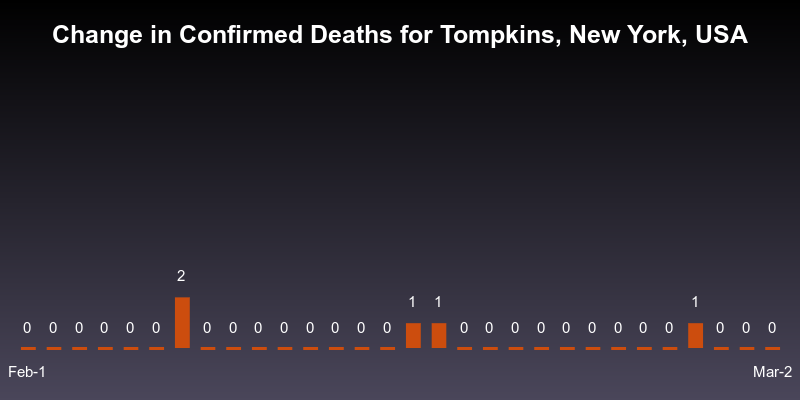 Change in Confirmed Deaths for Tompkins, New York, USA
2
1 1 1
0 0 0 0 0 0 0 0 0 0 0 0 0 0 0 0 0 0 0 0 0 0 0 0 0 0
Feb-1 Mar-2